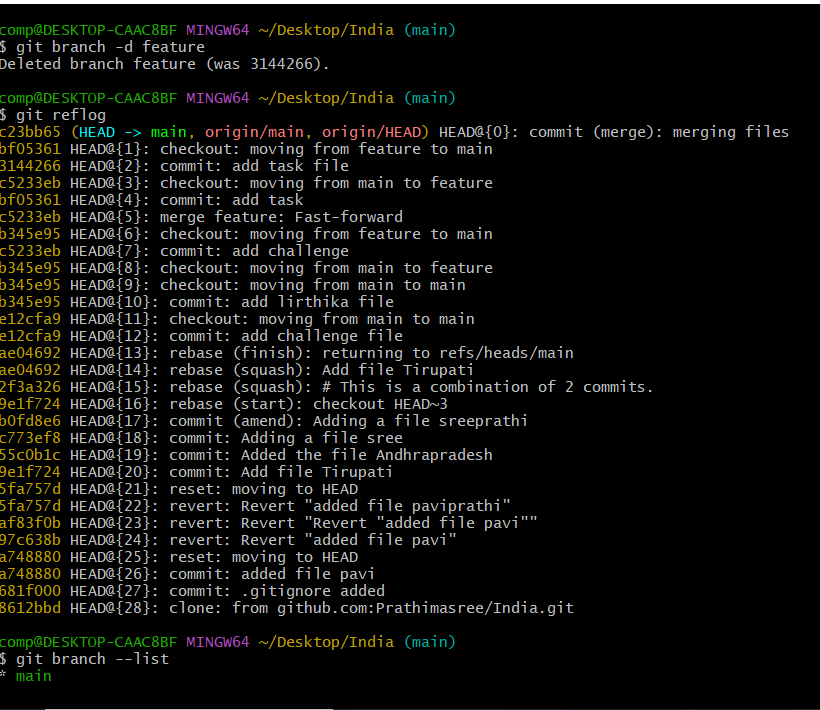 comp@DESKTOP-CAAC8BF MINGW64 ~/Desktop/India (main)
$ git branch -d feature
Deleted branch feature (was 3144266).
comp@DESKTOP-CAAC8BF MINGW64 ~/Desktop/India (main)
$ git reflog
c23bb65 (HEAD -> main, origin/main, origin/HEAD) HEAD@{0}: commit (merge): merging files
bf05361 HEAD@{1}: checkout: moving from feature to main
3144266 HEAD@{2}: commit: add task file
c5233eb HEAD@{3}: checkout: moving from main to feature
bf05361 HEAD@{4}: commit: add task
c5233eb HEAD@{5}: merge feature: Fast-forward
b345e95 HEAD@{6}: checkout: moving from feature to main
c5233eb HEAD@{7}: commit: add challenge
b345e95 HEAD@{8}: checkout: moving from main to feature
b345e95 HEAD@{9}: checkout: moving from main to main
b345e95 HEAD@{10}: commit: add lirthika file
e12cfa9 HEAD@{11}: checkout: moving from main to main
e12cfa9 HEAD@{12}: commit: add challenge file
ae04692 HEAD@{13}: rebase (finish): returning to refs/heads/main
ae04692 HEAD@{14}: rebase (squash): Add file Tirupati
2f3a326 HEAD@{15}: rebase (squash): # This is a combination of 2 commits.
9e1f724 HEAD@{16}: rebase (start): checkout HEAD~3
b0fd8e6 HEAD@{17}: commit (amend): Adding a file sreeprathi
c773ef8 HEAD@{18}: commit: Adding a file sree
55c0b1c HEAD@{19}: commit: Added the file Andhrapradesh
9e1f724 HEAD@{20}: commit: Add file Tirupati
5fa757d HEAD@{21}: reset: moving to HEAD
5fa757d HEAD@{22}: revert: Revert "added file paviprathi"
af83f0b HEAD@{23}: revert: Revert "Revert "added file pavi""
97c638b HEAD@{24}: revert: Revert "added file pavi"
a748880 HEAD@{25}: reset: moving to HEAD
a748880 HEAD@{26}: commit: added file pavi
681f000 HEAD@{27}: commit: .gitignore added
8612bbd HEAD@{28}: clone: from github.com:Prathimasree/India.git
comp@DESKTOP-CAAC8BF MINGW64 ~/Desktop/India (main)
$ git branch --list
* main